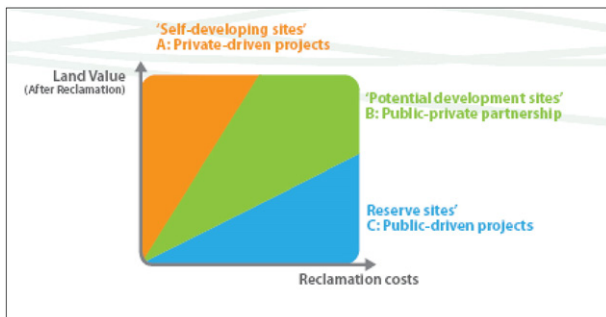 ‘Self-developing sites’
A: Private-driven projects
Land Value
(After Reclamation)
‘Potential development sites’
B: Public-private partnership
Reserve sites’
C: Public-driven projects
Reclamation costs